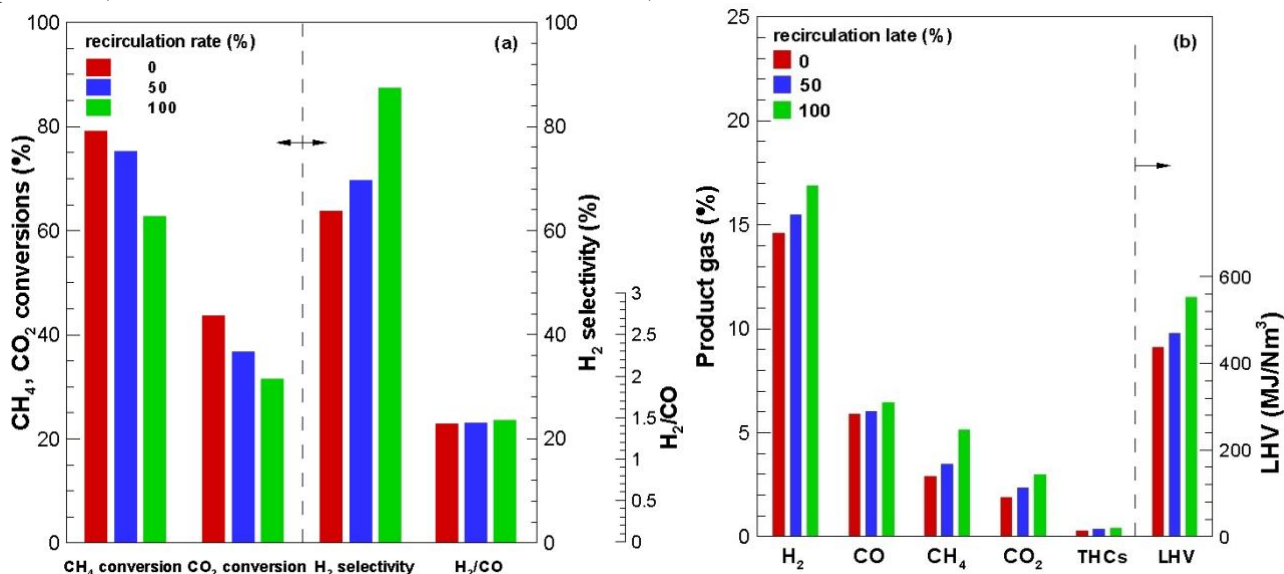 (a)
recirculation rate (%)
0
50
100
CH₄, CO₂ conversions (%)
100
80
60
40
20
0
CH₄ conversion
CO₂ conversion
H₂ selectivity
H₂/CO
100
80
60
40
20
0
H₂ selectivity (%)
3
2.5
2
1.5
1
0.5
0
H₂/CO
(b)
recirculation late (%)
0
50
100
Product gas (%)
25
20
15
10
5
0
H₂
CO
CH₄
CO₂
THCs
LHV
600
400
200
0
LHV (MJ/Nm³)